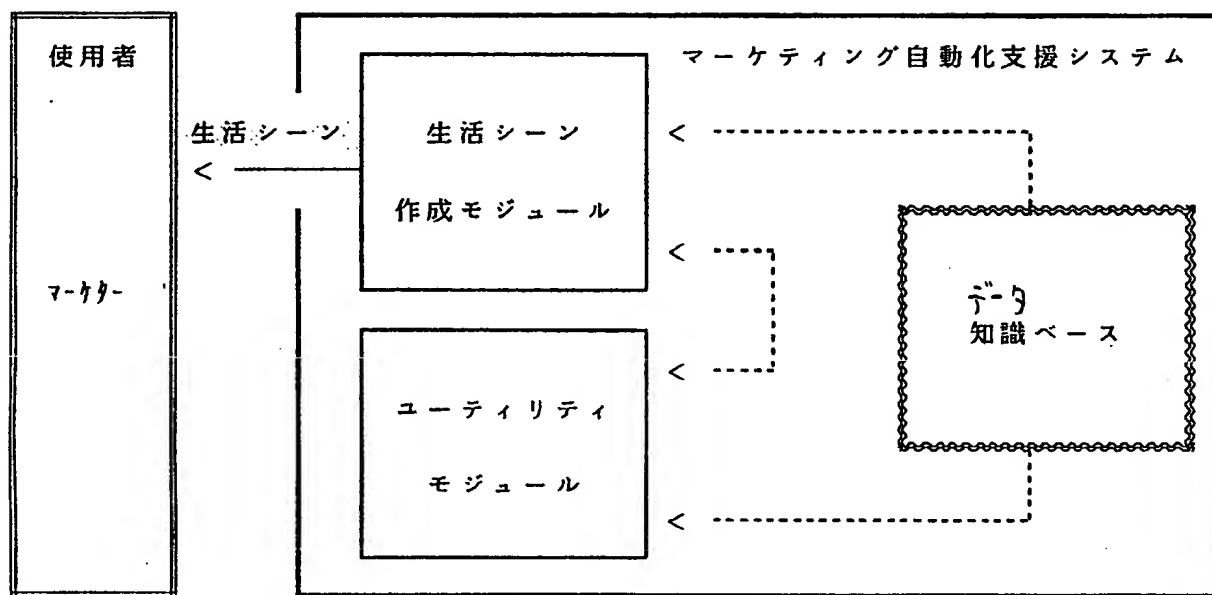 使用者
マーケター
生活シーン
マーケティング自動化支援システム
生活シーン
作成モジュール
ユーティリティ
モジュール
データ
知識ベース